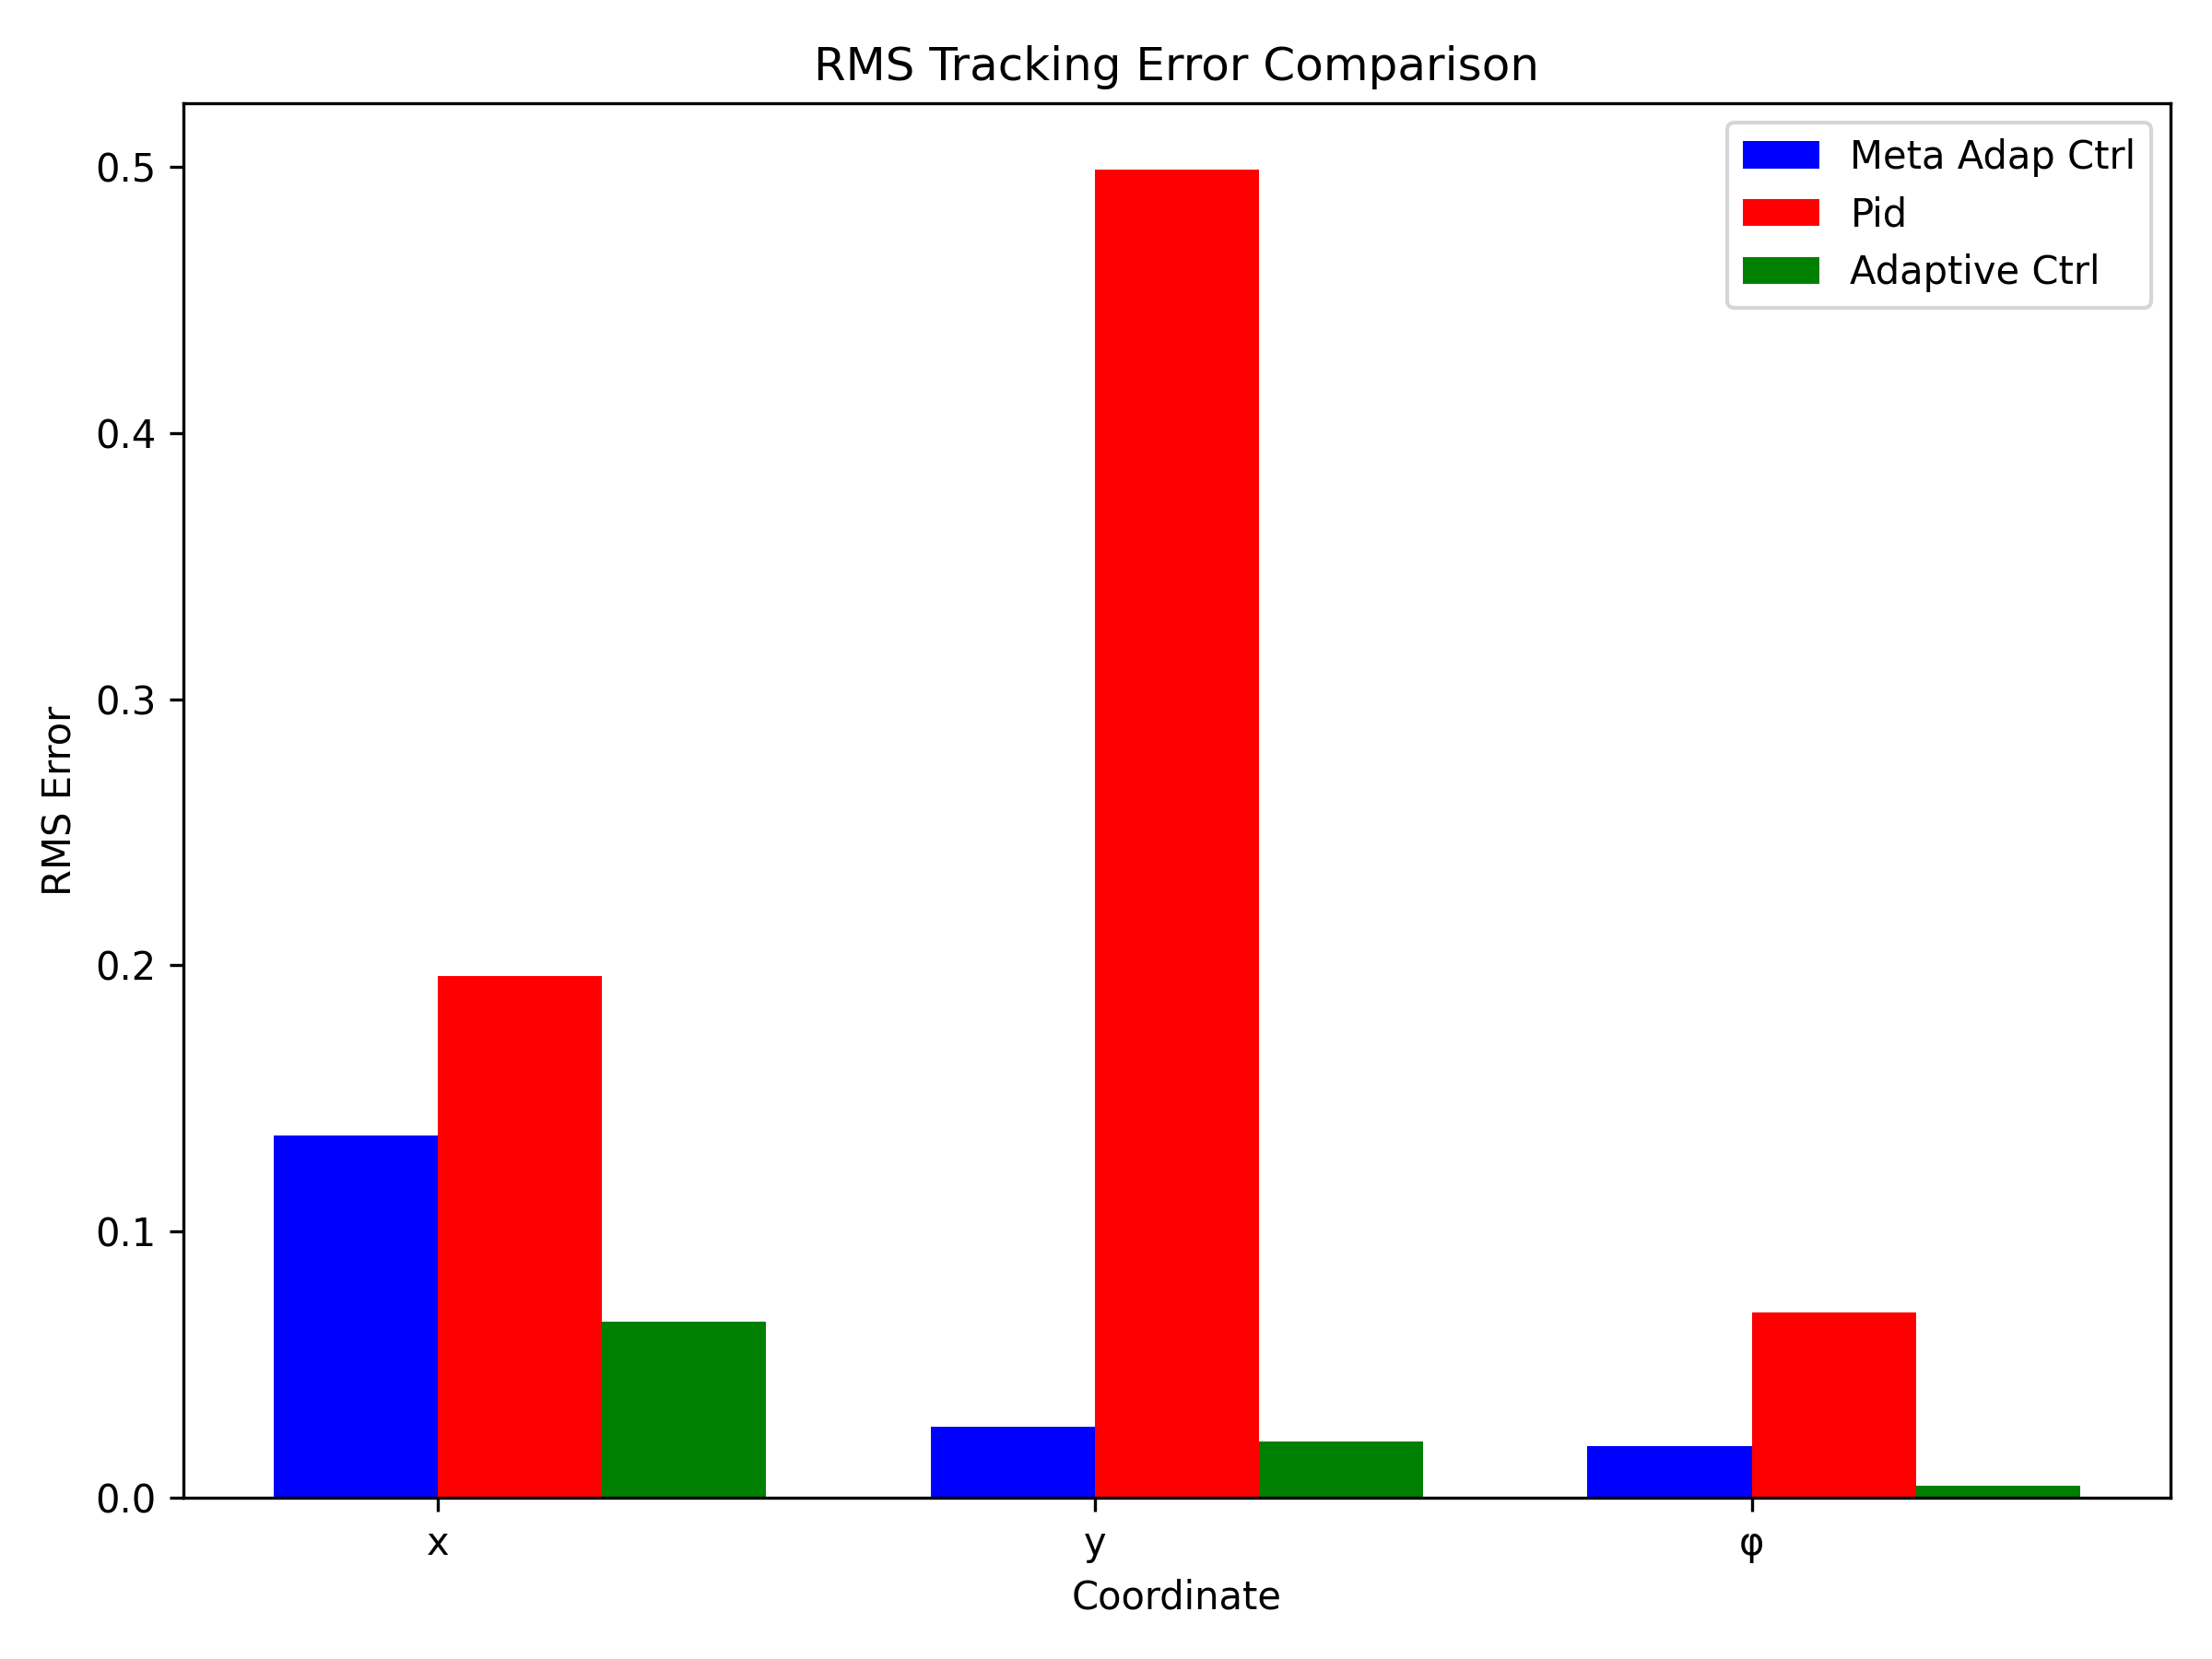 RMS Tracking Error Comparison
Meta Adap Ctrl
Pid
Adaptive Ctrl
RMS Error
0.5
0.4
0.3
0.2
0.1
0.0
x
y
φ
Coordinate